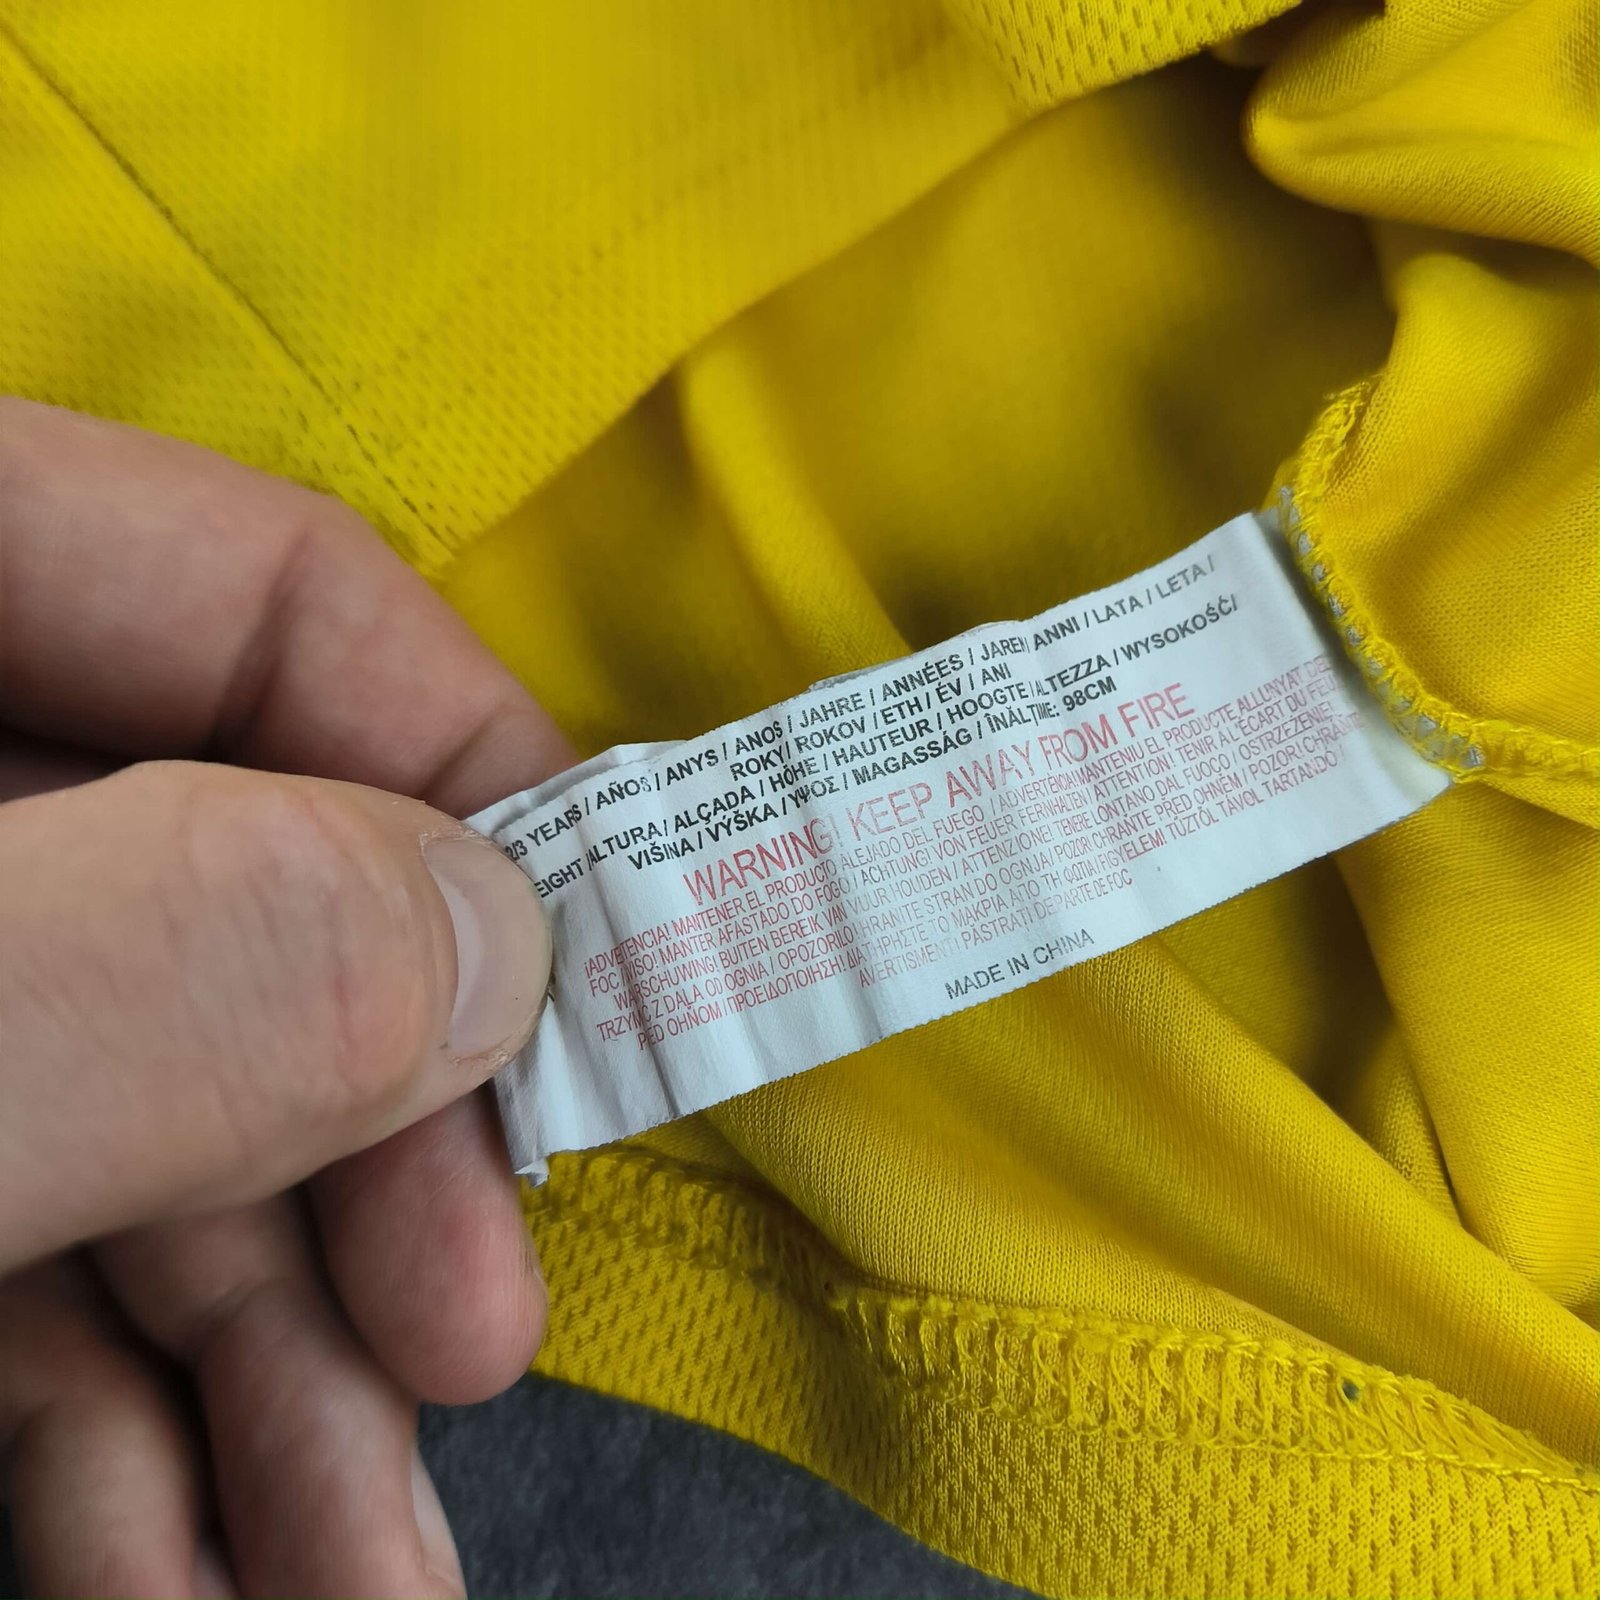 2/3 YEARS / AÑOS / ANYS / ANOS / JAHRE / ANNÉES / JAREN ANNI / LATA / LETA /
ROKY / ROKOV / ETH / ÉV / ANI
EIGHT / ALTURA / ALÇADA / HÖHE / HAUTEUR / HOOGTE / ALTEZZA / WYSOKOŚĆ /
VIŠINA / VÝŠKA / ΥΨΟΣ / MAGASSÁG / ÎNĂLŢIME: 98CM
WARNING! KEEP AWAY FROM FIRE
¡ADVERTENCIA! MANTENER EL PRODUCTO ALEJADO DEL FUEGO / ADVERTÈNCIA! MANTENIU EL PRODUCTE ALLUNYAT DEL
FOC / AVISO! MANTER AFASTADO DO FOGO / ACHTUNG! VON FEUER FERNHALTEN / ATTENTION! TENIR A L'ÉCART DU FEU
WAARSCHUWING! BUITEN BEREIK VAN VUUR HOUDEN / ATTENZIONE! TENERE LONTANO DAL FUOCO / OSTRZEŻENIE!
TRZYMAĆ Z DALA OD OGNIA / OPOZORILO! HRANITE STRAN DO OGNJA / POZOR! CHRANTE PRED OHNĚM / POZOR! CHRÁŇTE
PRED OHŇOM / ΠΡΟΕΙΔΟΠΟΙΗΣΗ! ΔΙΑΤΗΡΗΣΤΕ ΤΟ ΜΑΚΡΙΑ ΑΠΟ ΤΗ ΦΩΤΙΑ / FIGYELEM! TŰZTŐL TÁVOL TARTANDÓ
AVERTISMENT! PĂSTRAŢI DEPARTE DE FOC
MADE IN CHINA